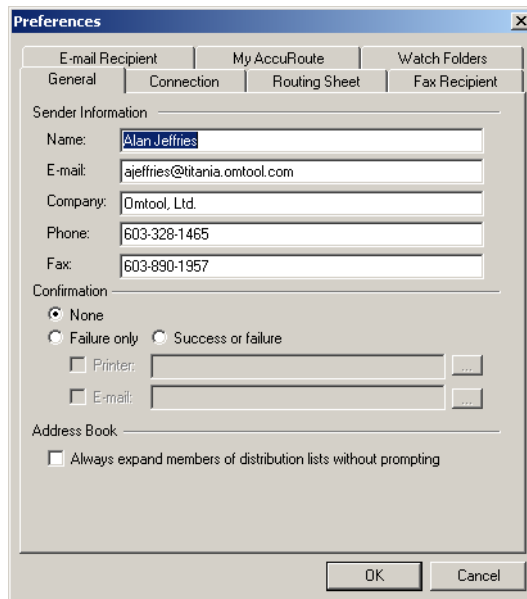 Preferences
E-mail Recipient My AccuRoute Watch Folders
General Connection Routing Sheet Fax Recipient
Sender Information
Name: Alan Jeffries
E-mail: ajeffries@titania.omtool.com
Company: Omtool, Ltd.
Phone: 603-328-1465
Fax: 603-890-1957
Confirmation
None
Failure only Success or failure
Printer: ...
E-mail: ...
Address Book
Always expand members of distribution lists without prompting
OK Cancel